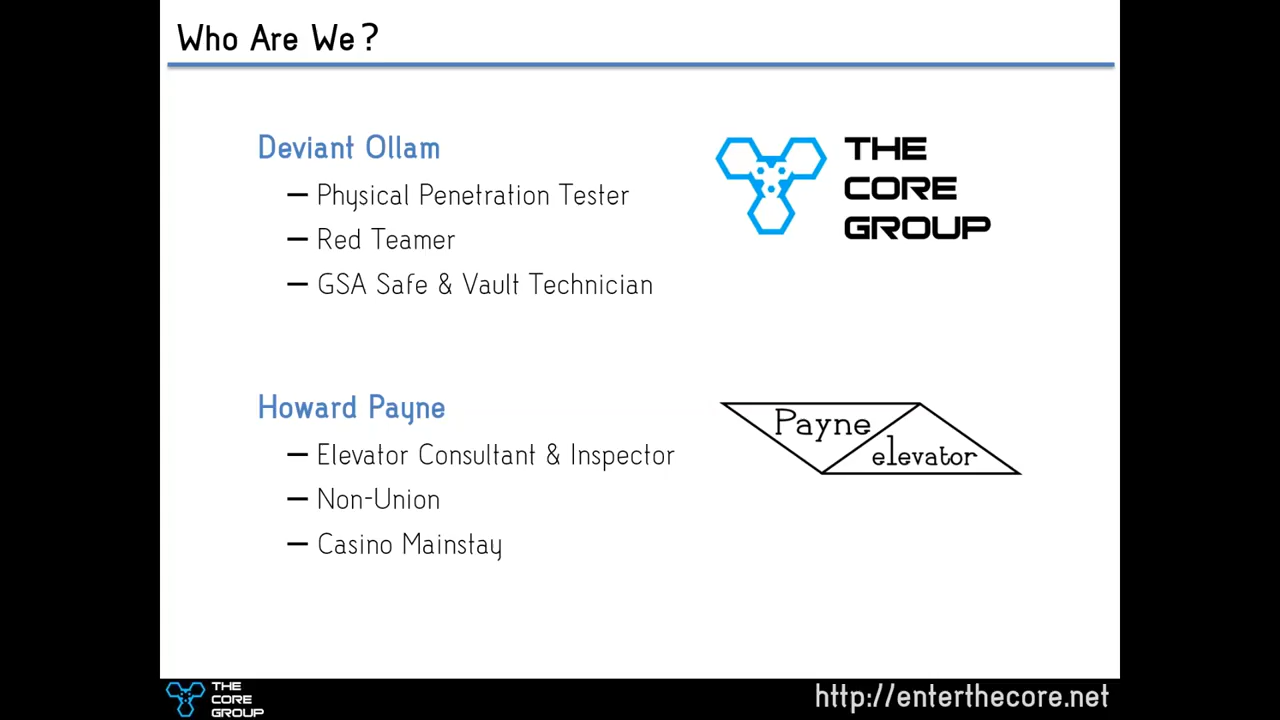 Who Are We?
Deviant Ollam
– Physical Penetration Tester
– Red Teamer
– GSA Safe & Vault Technician
THE
CORE
GROUP
Howard Payne
– Elevator Consultant & Inspector
– Non-Union
– Casino Mainstay
Payne
elevator
THE
CORE
GROUP
http://enterthecore.net